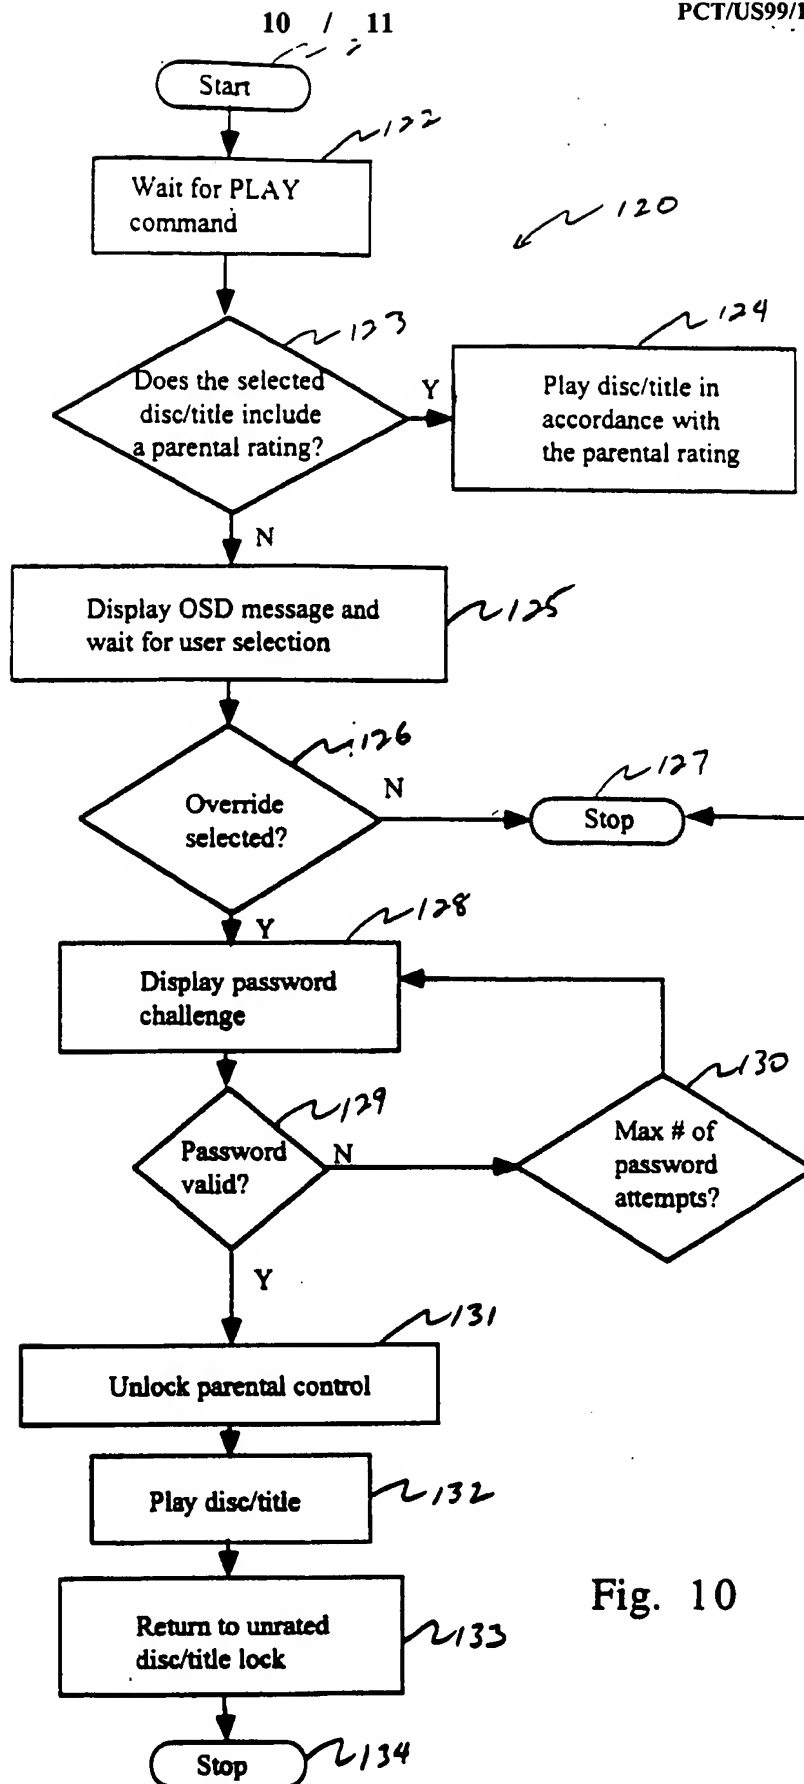 10 / 11
PCT/US99/1
Start
122
Wait for PLAY
command
120
123
124
Does the selected
disc/title include
a parental rating?
Y
Play disc/title in
accordance with
the parental rating
N
Display OSD message and
wait for user selection
125
126
127
Override
selected?
N
Stop
Y
128
Display password
challenge
130
129
Password
valid?
N
Max # of
password
attempts?
Y
131
Unlock parental control
Play disc/title
132
Return to unrated
disc/title lock
133
Fig. 10
Stop
134